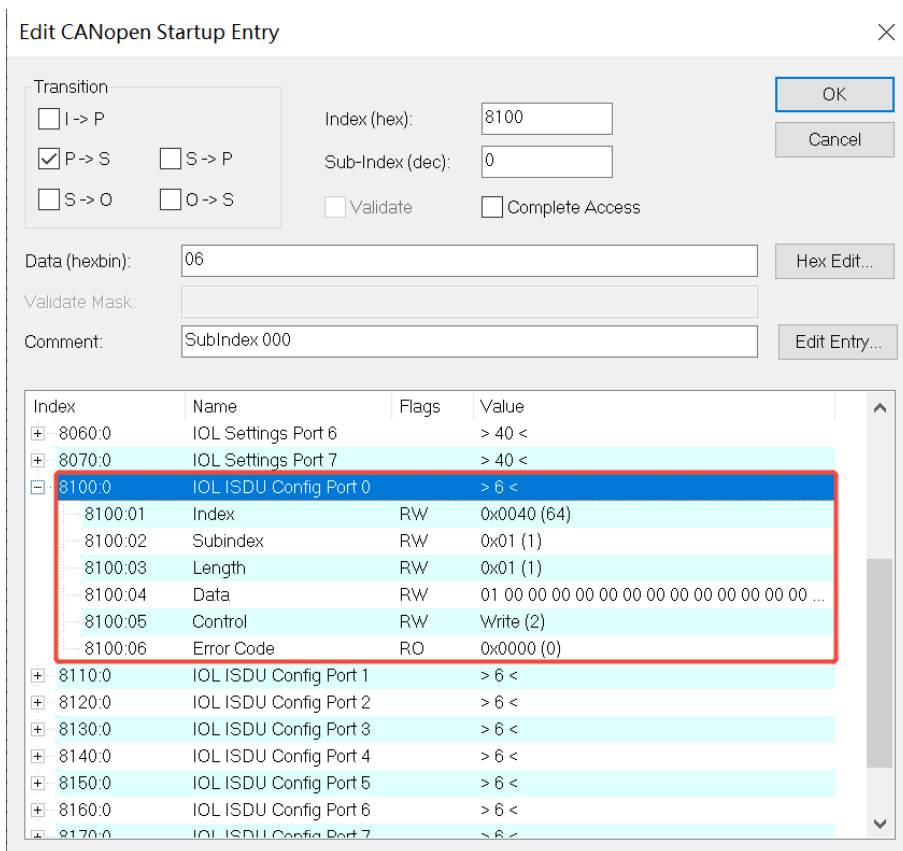 Edit CANopen Startup Entry
Transition
I -> P
P -> S
S -> P
S -> O
O -> S
Index (hex):
8100
Sub-Index (dec):
0
Validate
Complete Access
OK
Cancel
Data (hexbin):
06
Hex Edit...
Validate Mask:
Comment:
SubIndex 000
Edit Entry...
Index Name Flags Value
8060:0 IOL Settings Port 6 > 40 <
8070:0 IOL Settings Port 7 > 40 <
8100:0 IOL ISDU Config Port 0 > 6 <
8100:01 Index RW 0x0040 (64)
8100:02 Subindex RW 0x01 (1)
8100:03 Length RW 0x01 (1)
8100:04 Data RW 01 00 00 00 00 00 00 00 00 00 00 00 00 00 ...
8100:05 Control RW Write (2)
8100:06 Error Code RO 0x0000 (0)
8110:0 IOL ISDU Config Port 1 > 6 <
8120:0 IOL ISDU Config Port 2 > 6 <
8130:0 IOL ISDU Config Port 3 > 6 <
8140:0 IOL ISDU Config Port 4 > 6 <
8150:0 IOL ISDU Config Port 5 > 6 <
8160:0 IOL ISDU Config Port 6 > 6 <
8170:0 IOL ISDU Config Port 7 > 6 <